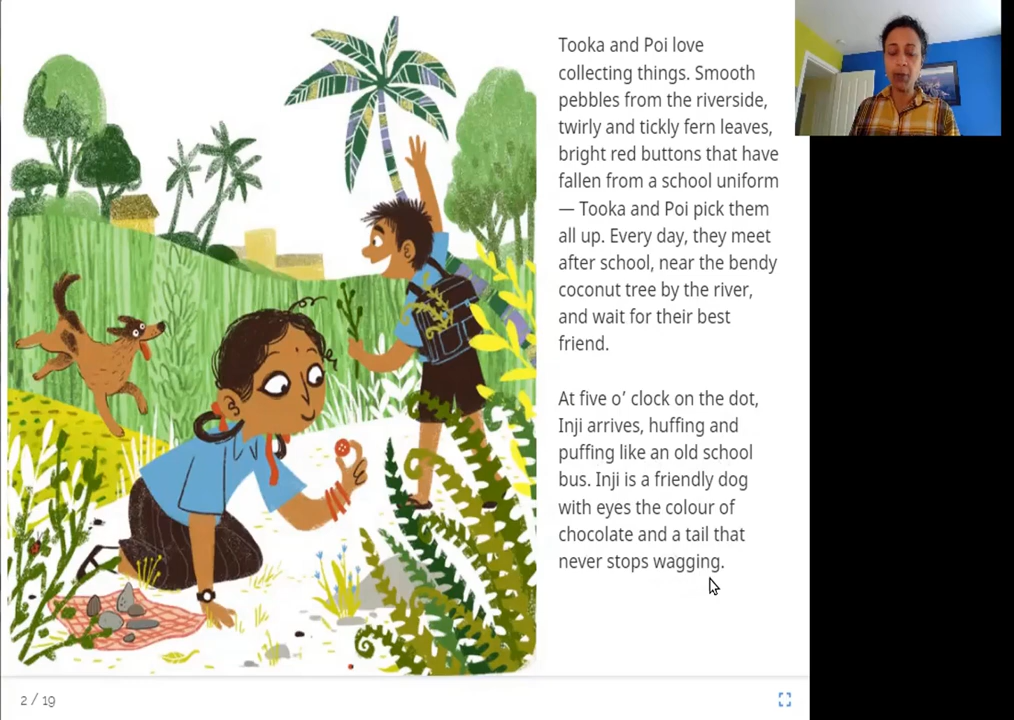 Tooka and Poi love
collecting things. Smooth
pebbles from the riverside,
twirly and tickly fern leaves,
bright red buttons that have
fallen from a school uniform
— Tooka and Poi pick them
all up. Every day, they meet
after school, near the bendy
coconut tree by the river,
and wait for their best
friend.
At five o’ clock on the dot,
Inji arrives, huffing and
puffing like an old school
bus. Inji is a friendly dog
with eyes the colour of
chocolate and a tail that
never stops wagging.
2 / 19